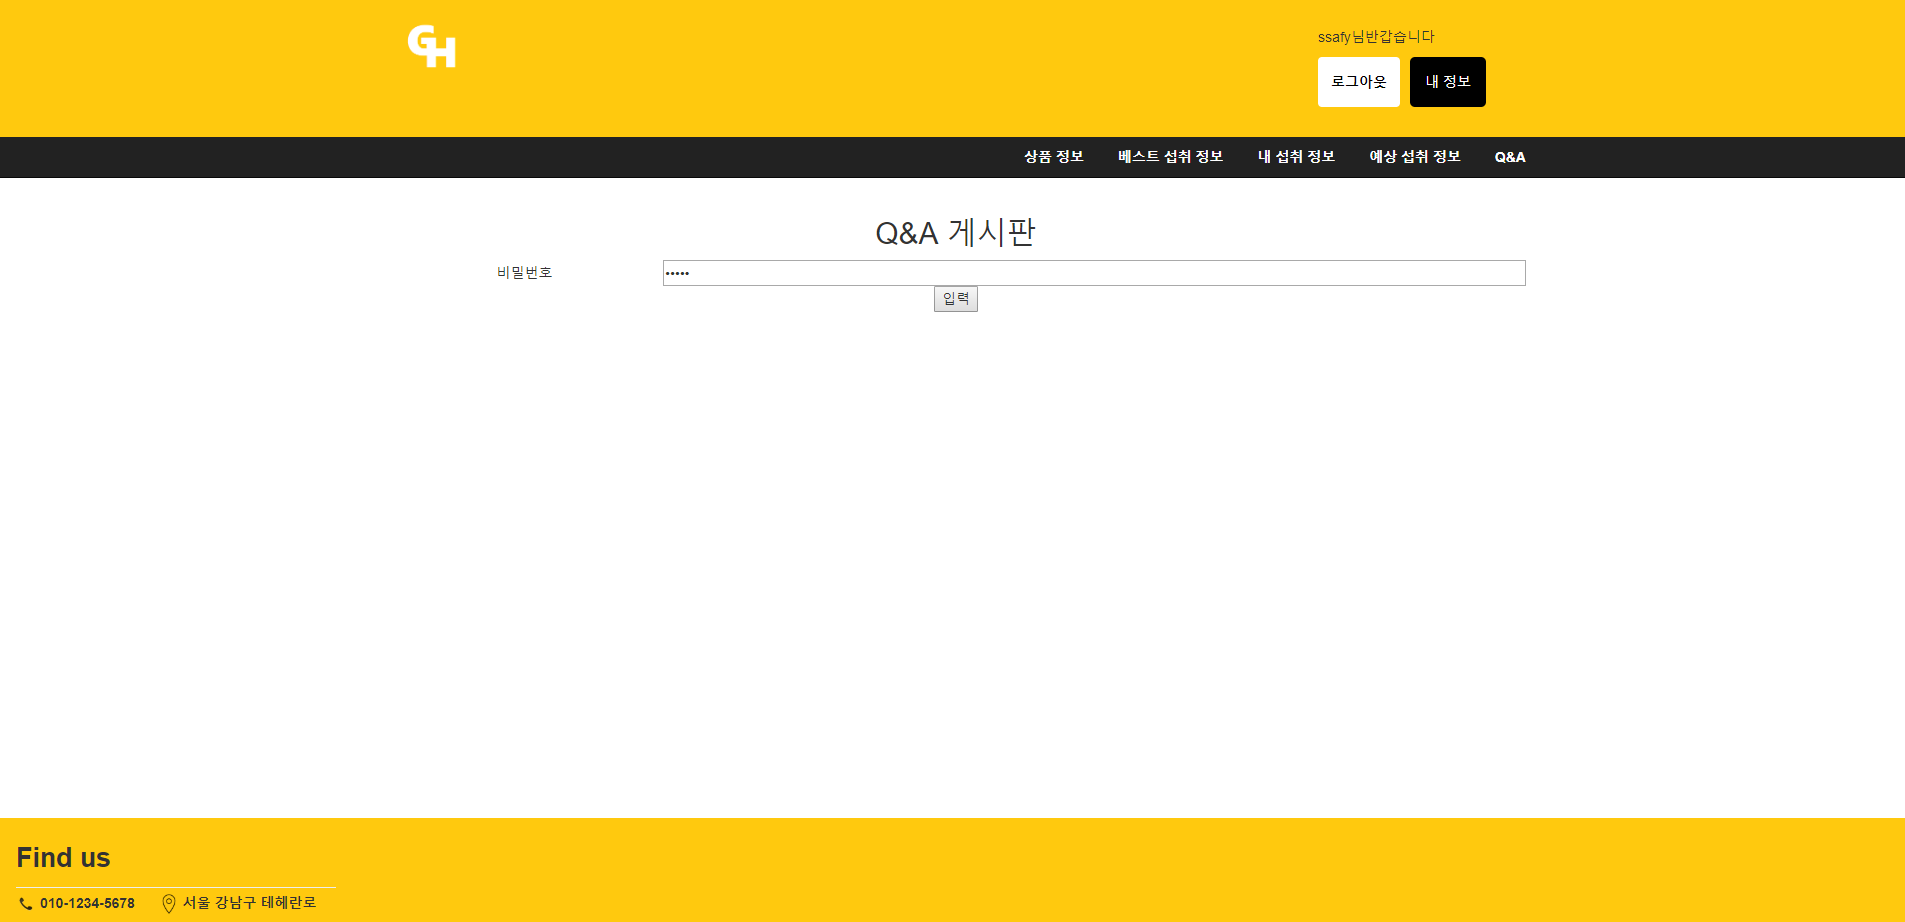 GH
ssafy님반갑습니다
로그아웃 내 정보
상품 정보 베스트 섭취 정보 내 섭취 정보 예상 섭취 정보 Q&A
Q&A 게시판
비밀번호 •••••
입력
Find us
010-1234-5678 서울 강남구 테헤란로